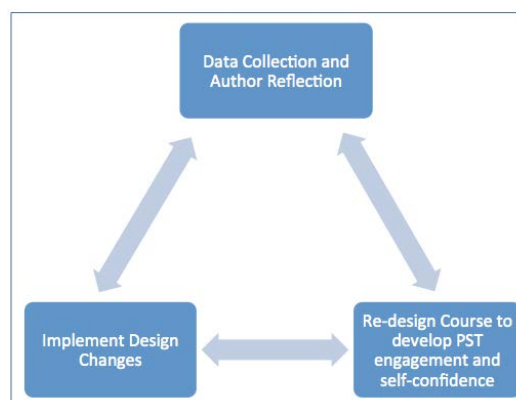 Data Collection and
Author Reflection
Implement Design
Changes
Re-design Course to
develop PST
engagement and
self-confidence